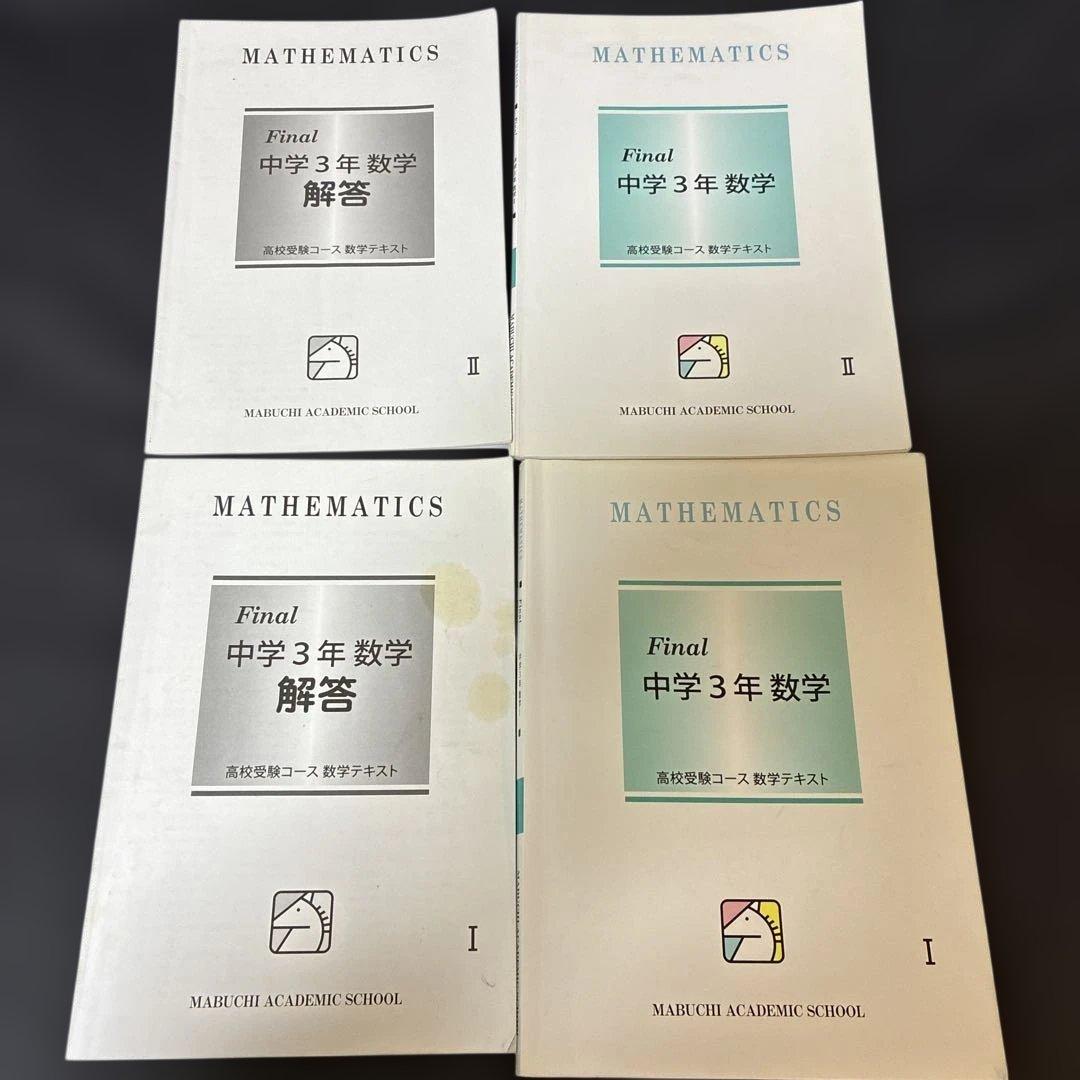 MATHEMATICS
Final
中学3年 数学
解答
高校受験コース 数学テキスト
II
MABUCHI ACADEMIC SCHOOL
MATHEMATICS
Final
中学3年 数学
高校受験コース 数学テキスト
II
MABUCHI ACADEMIC SCHOOL
MATHEMATICS
Final
中学3年 数学
解答
高校受験コース 数学テキスト
I
MABUCHI ACADEMIC SCHOOL
MATHEMATICS
Final
中学3年 数学
高校受験コース 数学テキスト
I
MABUCHI ACADEMIC SCHOOL